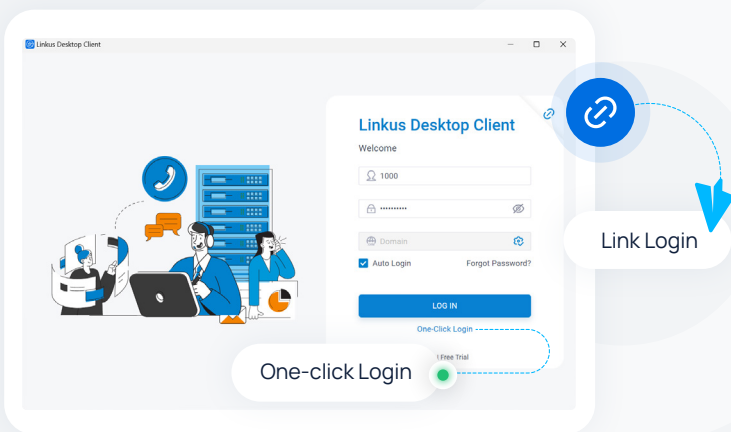 Linkus Desktop Client
Linkus Desktop Client
Welcome
1000
Domain
Auto Login
Forgot Password?
LOG IN
One-Click Login
Free Trial
Link Login
One-click Login